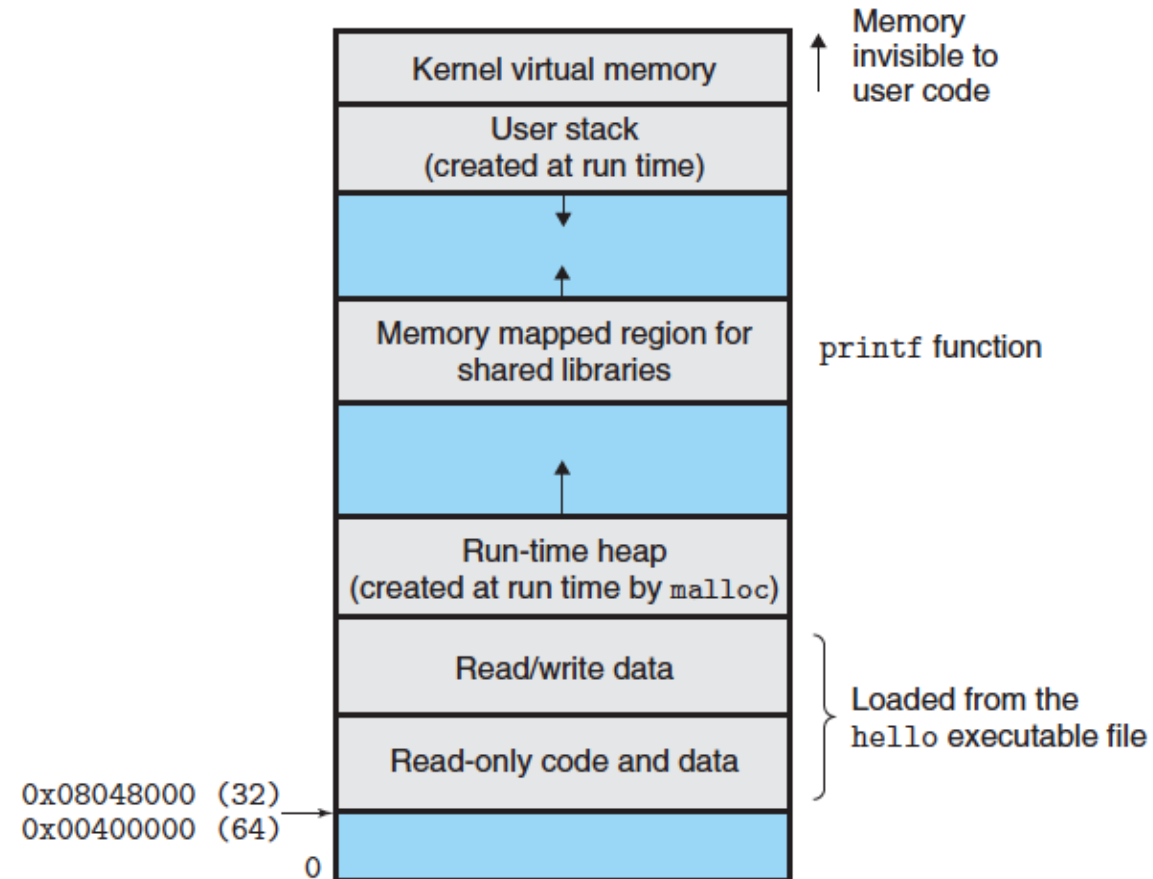 Memory
invisible to
user code
Kernel virtual memory
User stack
(created at run time)
Memory mapped region for
shared libraries
printf function
Run-time heap
(created at run time by malloc)
Read/write data
Loaded from the
hello executable file
Read-only code and data
0x08048000 (32)
0x00400000 (64)
0